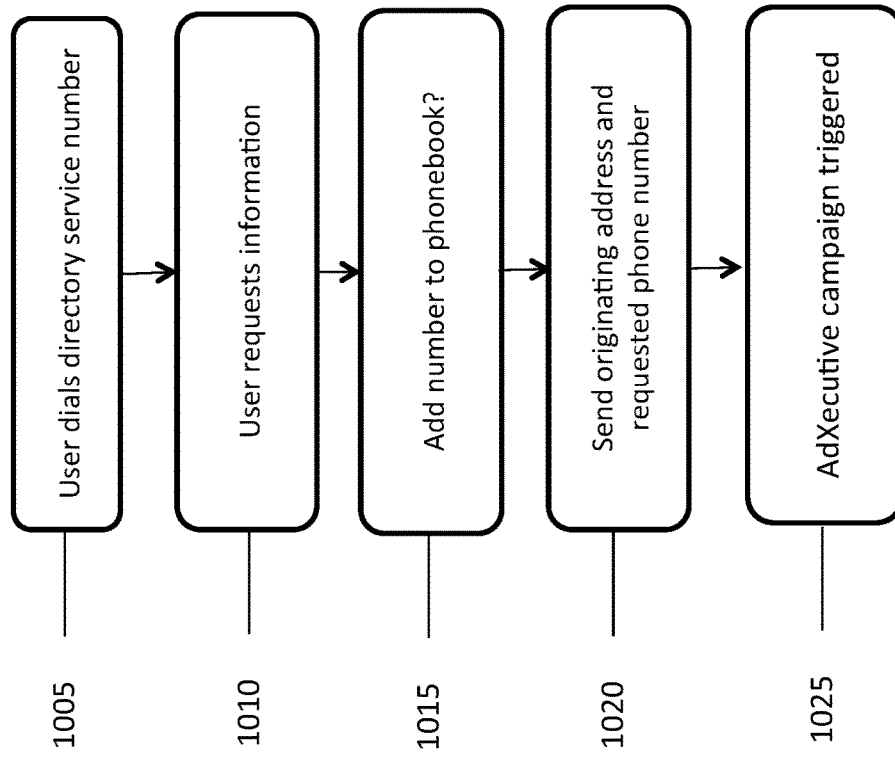 1005
User dials directory service number
1010
User requests information
1015
Add number to phonebook?
1020
Send originating address and
requested phone number
1025
AdXecutive campaign triggered